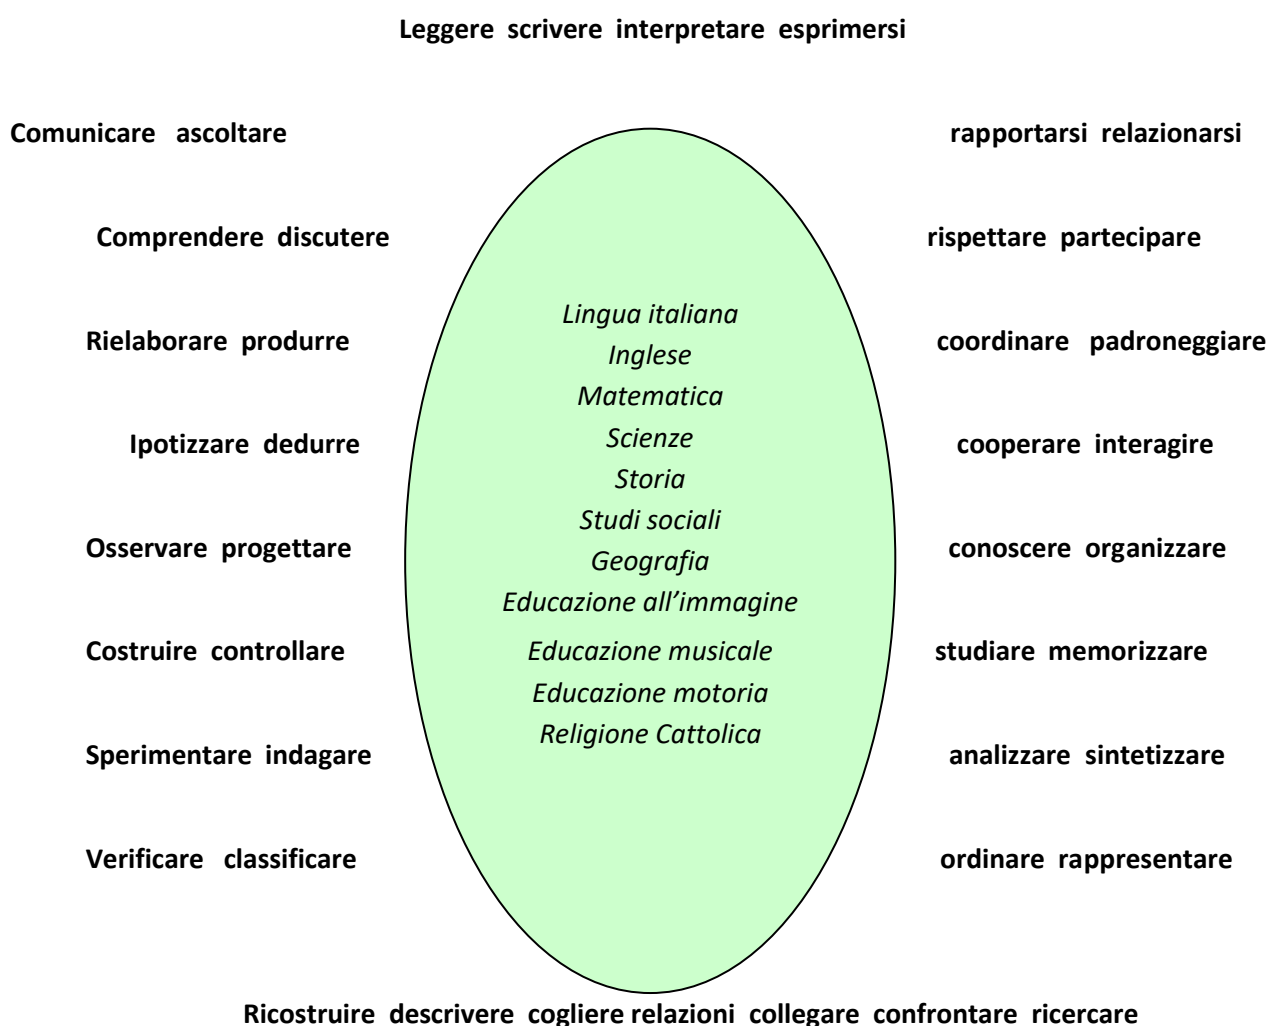 Leggere scrivere interpretare esprimersi
Comunicare ascoltare
rapportarsi relazionarsi
Comprendere discutere
rispettare partecipare
Lingua italiana
Rielaborare produrre
coordinare padroneggiare
Inglese
Matematica
Ipotizzare dedurre
Scienze
cooperare interagire
Storia
Studi sociali
Osservare progettare
conoscere organizzare
Geografia
Educazione all’immagine
Costruire controllare
Educazione musicale
studiare memorizzare
Educazione motoria
Religione Cattolica
Sperimentare indagare
analizzare sintetizzare
Verificare classificare
ordinare rappresentare
Ricostruire descrivere cogliere relazioni collegare confrontare ricercare